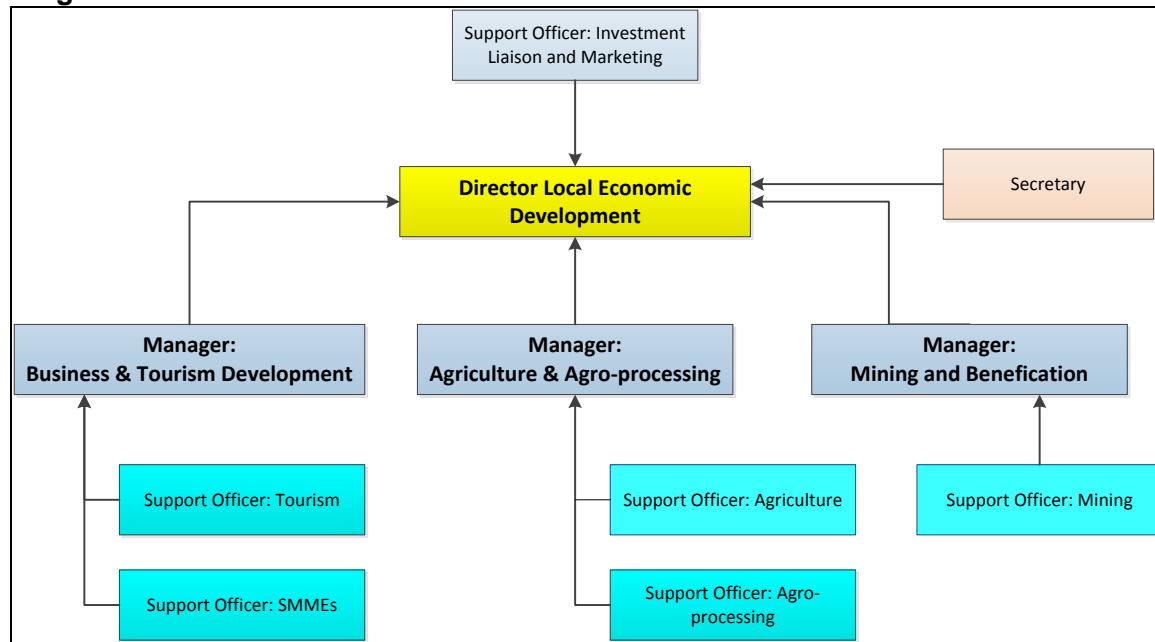 Support Officer: Investment
Liaison and Marketing
Director Local Economic
Development
Secretary
Manager:
Business & Tourism Development
Manager:
Agriculture & Agro-processing
Manager:
Mining and Benefication
Support Officer: Tourism
Support Officer: Agriculture
Support Officer: Mining
Support Officer: SMMEs
Support Officer: Agro-
processing